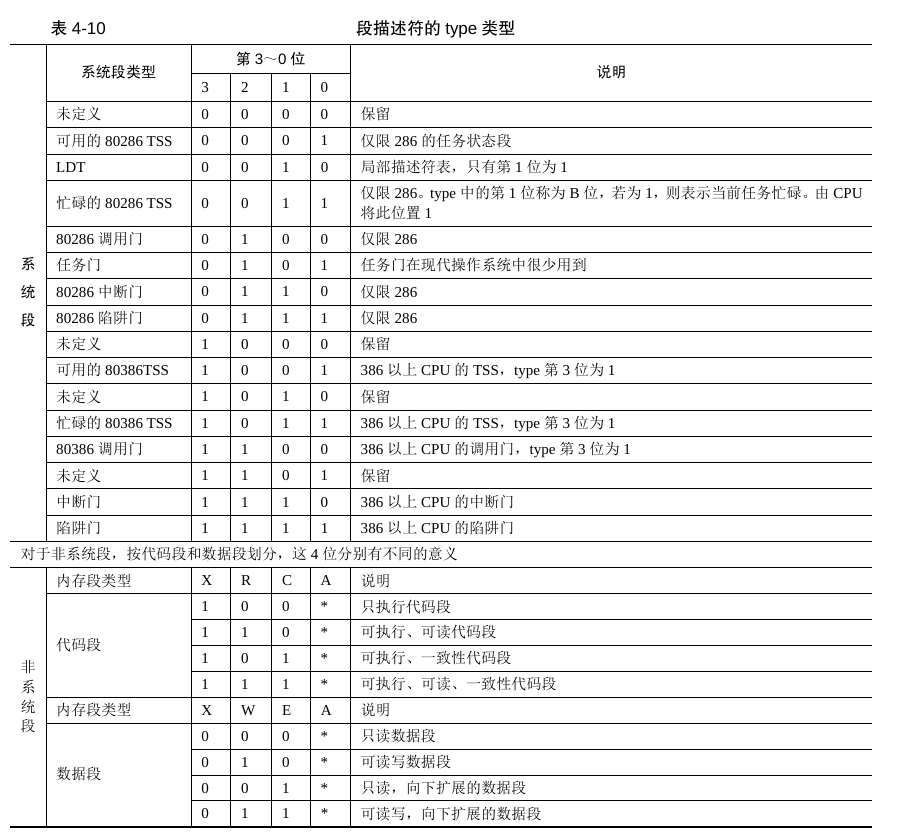 表 4-10 段描述符的 type 类型
系统段类型 第 3～0 位 说明
3 2 1 0
未定义 0 0 0 0 保留
可用的 80286 TSS 0 0 0 1 仅限 286 的任务状态段
LDT 0 0 1 0 局部描述符表，只有第 1 位为 1
忙碌的 80286 TSS 0 0 1 1 仅限 286。type 中的第 1 位称为 B 位，若为 1，则表示当前任务忙碌。由 CPU
将此位置 1
80286 调用门 0 1 0 0 仅限 286
系统段
任务门 0 1 0 1 任务门在现代操作系统中很少用到
80286 中断门 0 1 1 0 仅限 286
80286 陷阱门 0 1 1 1 仅限 286
未定义 1 0 0 0 保留
可用的 80386TSS 1 0 0 1 386 以上 CPU 的 TSS，type 第 3 位为 1
未定义 1 0 1 0 保留
忙碌的 80386 TSS 1 0 1 1 386 以上 CPU 的 TSS，type 第 3 位为 1
80386 调用门 1 1 0 0 386 以上 CPU 的调用门，type 第 3 位为 1
未定义 1 1 0 1 保留
中断门 1 1 1 0 386 以上 CPU 的中断门
陷阱门 1 1 1 1 386 以上 CPU 的陷阱门
对于非系统段，按代码段和数据段划分，这 4 位分别有不同的意义
非系统段
内存段类型 X R C A 说明
代码段
1 0 0 * 只执行代码段
1 1 0 * 可执行、可读代码段
1 0 1 * 可执行、一致性代码段
1 1 1 * 可执行、可读、一致性代码段
内存段类型 X W E A 说明
数据段
0 0 0 * 只读数据段
0 1 0 * 可读写数据段
0 0 1 * 只读，向下扩展的数据段
0 1 1 * 可读写，向下扩展的数据段